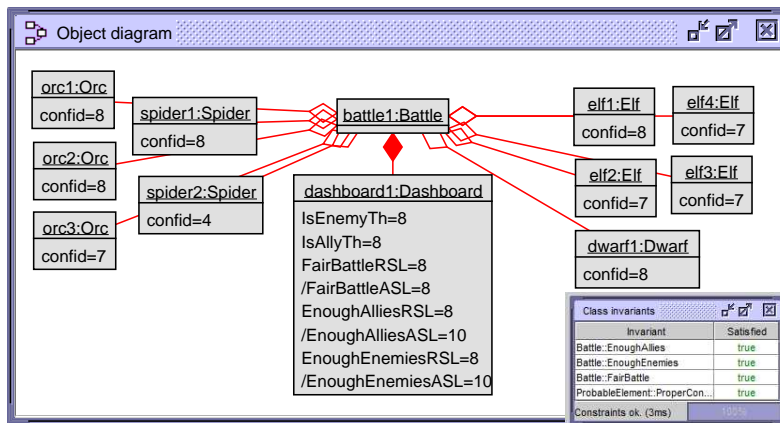 Object diagram
orc1:Orc
confid=8
spider1:Spider
confid=8
orc2:Orc
confid=8
spider2:Spider
confid=4
orc3:Orc
confid=7
battle1:Battle
dashboard1:Dashboard
IsEnemyTh=8
IsAllyTh=8
FairBattleRSL=8
/FairBattleASL=8
EnoughAlliesRSL=8
/EnoughAlliesASL=10
EnoughEnemiesRSL=8
/EnoughEnemiesASL=10
elf1:Elf
confid=8
elf4:Elf
confid=7
elf2:Elf
confid=7
elf3:Elf
confid=7
dwarf1:Dwarf
confid=8
Class invariants
Invariant Satisfied
Battle::EnoughAllies true
Battle::EnoughEnemies true
Battle::FairBattle true
ProbableElement::ProperCon... true
Constraints ok. (3ms) 100%